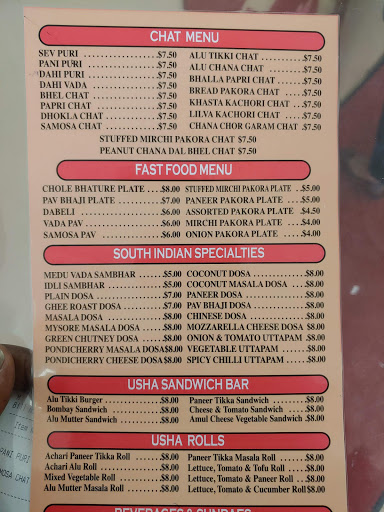 CHAT MENU
SEV PURI $7.50
PANI PURI $7.50
DAHI PURI $7.50
DAHI VADA $7.50
BHEL CHAT $7.50
PAPRI CHAT $7.50
DHOKLA CHAT $7.50
SAMOSA CHAT $7.50
ALU TIKKI CHAT $7.50
ALU CHANA CHAT $7.50
BHALLA PAPRI CHAT $7.50
BREAD PAKORA CHAT $7.50
KHASTA KACHORI CHAT $7.50
LILVA KACHORI CHAT $7.50
CHANA CHOR GARAM CHAT $7.50
STUFFED MIRCHI PAKORA CHAT $7.50
PEANUT CHANA DAL BHEL CHAT $7.50
FAST FOOD MENU
CHOLE BHATURE PLATE $8.00
PAV BHAJI PLATE $7.00
DABELI $6.00
VADA PAV $6.00
SAMOSA PAV $6.00
STUFFED MIRCHI PAKORA PLATE $5.00
PANEER PAKORA PLATE $5.00
ASSORTED PAKORA PLATE $4.50
MIRCHI PAKORA PLATE $4.00
ONION PAKORA PLATE $4.00
SOUTH INDIAN SPECIALTIES
MEDU VADA SAMBHAR $5.00
IDLI SAMBHAR $5.00
PLAIN DOSA $7.00
GHEE ROAST DOSA $7.00
MASALA DOSA $8.00
MYSORE MASALA DOSA $8.00
GREEN CHUTNEY DOSA $8.00
PONDICHERRY MASALA DOSA $8.00
PONDICHERRY CHEESE DOSA $8.00
COCONUT DOSA $8.00
COCONUT MASALA DOSA $8.00
PANEER DOSA $8.00
PAV BHAJI DOSA $8.00
CHINESE DOSA $8.00
MOZZARELLA CHEESE DOSA $8.00
ONION & TOMATO UTTAPAM $8.00
VEGETABLE UTTAPAM $8.00
SPICY CHILLI UTTAPAM $8.00
USHA SANDWICH BAR
Alu Tikki Burger $8.00
Bombay Sandwich $8.00
Alu Mutter Sandwich $8.00
Paneer Tikka Sandwich $8.00
Cheese & Tomato Sandwich $8.00
Amul Cheese Vegetable Sandwich $8.00
USHA ROLLS
Achari Paneer Tikka Roll $8.00
Achari Alu Roll $8.00
Mixed Vegetable Roll $8.00
Alu Mutter Masala Roll $8.00
Paneer Tikka Masala Roll $8.00
Lettuce, Tomato & Tofu Roll $8.00
Lettuce, Tomato & Paneer Roll $8.00
Lettuce, Tomato & Cucumber Roll $8.00
BEVERAGES & SUNDAES
PANI PURI